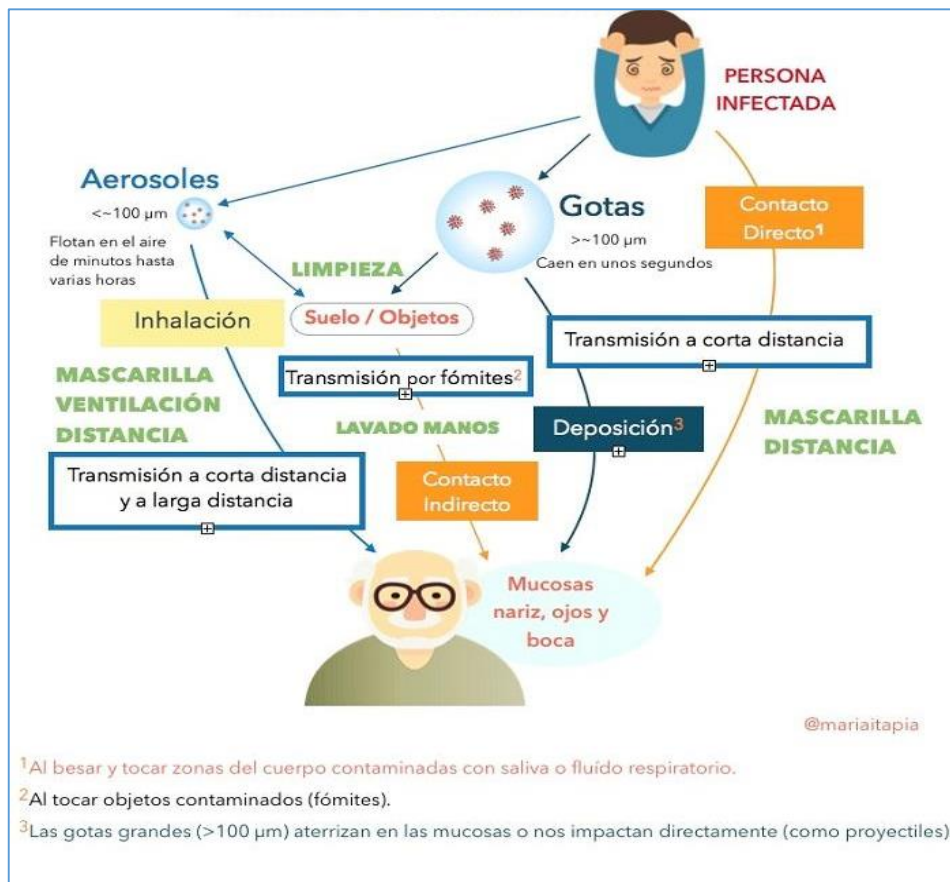 PERSONA
INFECTADA
Aerosoles
<~100 µm
Flotan en el aire
de minutos hasta
varias horas
Gotas
>~100 µm
Caen en unos segundos
Contacto
Directo¹
LIMPIEZA
Inhalación
Suelo / Objetos
Transmisión a corta distancia
Transmisión por fómites²
MASCARILLA
VENTILACIÓN
DISTANCIA
LAVADO MANOS
Deposición³
MASCARILLA
DISTANCIA
Transmisión a corta distancia
y a larga distancia
Contacto
Indirecto
Mucosas
nariz, ojos y
boca
@mariaitapia
¹Al besar y tocar zonas del cuerpo contaminadas con saliva o fluído respiratorio.
²Al tocar objetos contaminados (fómites).
³Las gotas grandes (>100 µm) aterrizan en las mucosas o nos impactan directamente (como proyectiles)